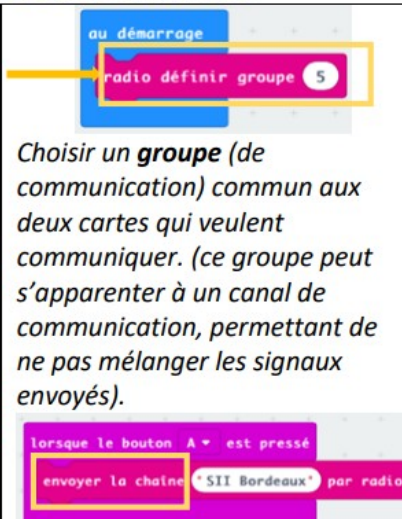 au démarrage
radio définir groupe 5
Choisir un groupe (de
communication) commun aux
deux cartes qui veulent
communiquer. (ce groupe peut
s'apparenter à un canal de
communication, permettant de
ne pas mélanger les signaux
envoyés).
lorsque le bouton A est pressé
envoyer la chaîne "SII Bordeaux" par radio